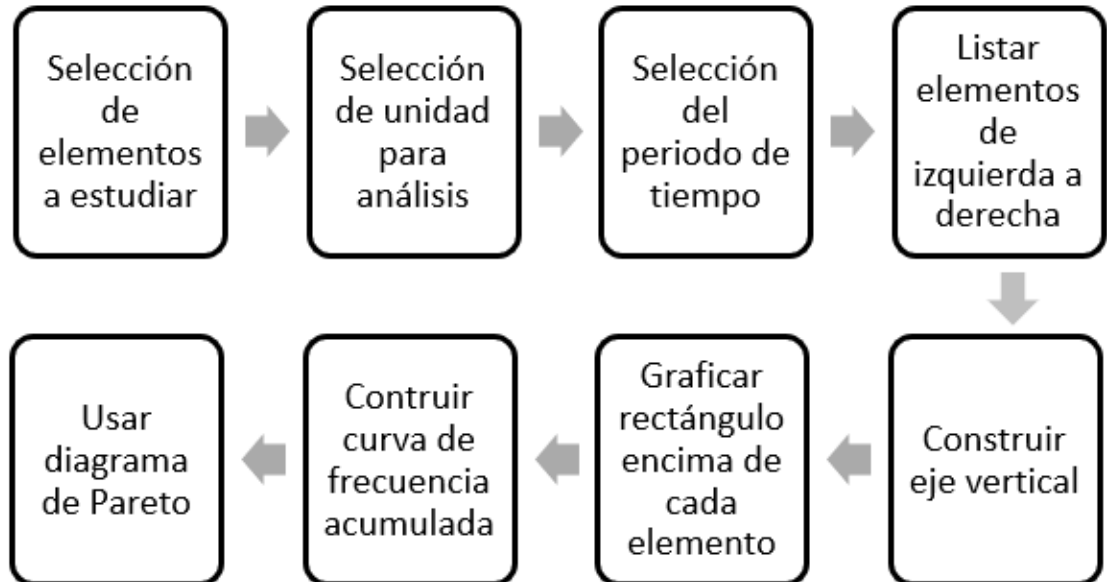 Selección
de
elementos
a estudiar
Selección
de unidad
para
análisis
Selección
del
periodo de
tiempo
Listar
elementos
de
izquierda a
derecha
Construir
eje vertical
Graficar
rectángulo
encima de
cada
elemento
Contruir
curva de
frecuencia
acumulada
Usar
diagrama
de Pareto